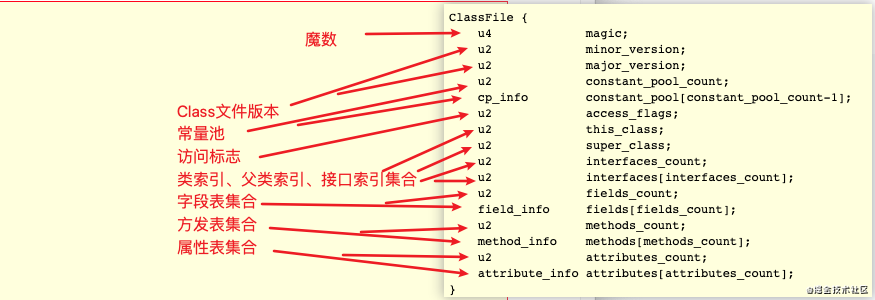 魔数
Class文件版本
常量池
访问标志
类索引、父类索引、接口索引集合
字段表集合
方发表集合
属性表集合
ClassFile {
u4 magic;
u2 minor_version;
u2 major_version;
u2 constant_pool_count;
cp_info constant_pool[constant_pool_count-1];
u2 access_flags;
u2 this_class;
u2 super_class;
u2 interfaces_count;
u2 interfaces[interfaces_count];
u2 fields_count;
field_info fields[fields_count];
u2 methods_count;
method_info methods[methods_count];
u2 attributes_count;
attribute_info attributes[attributes_count];
}
@掘金技术社区